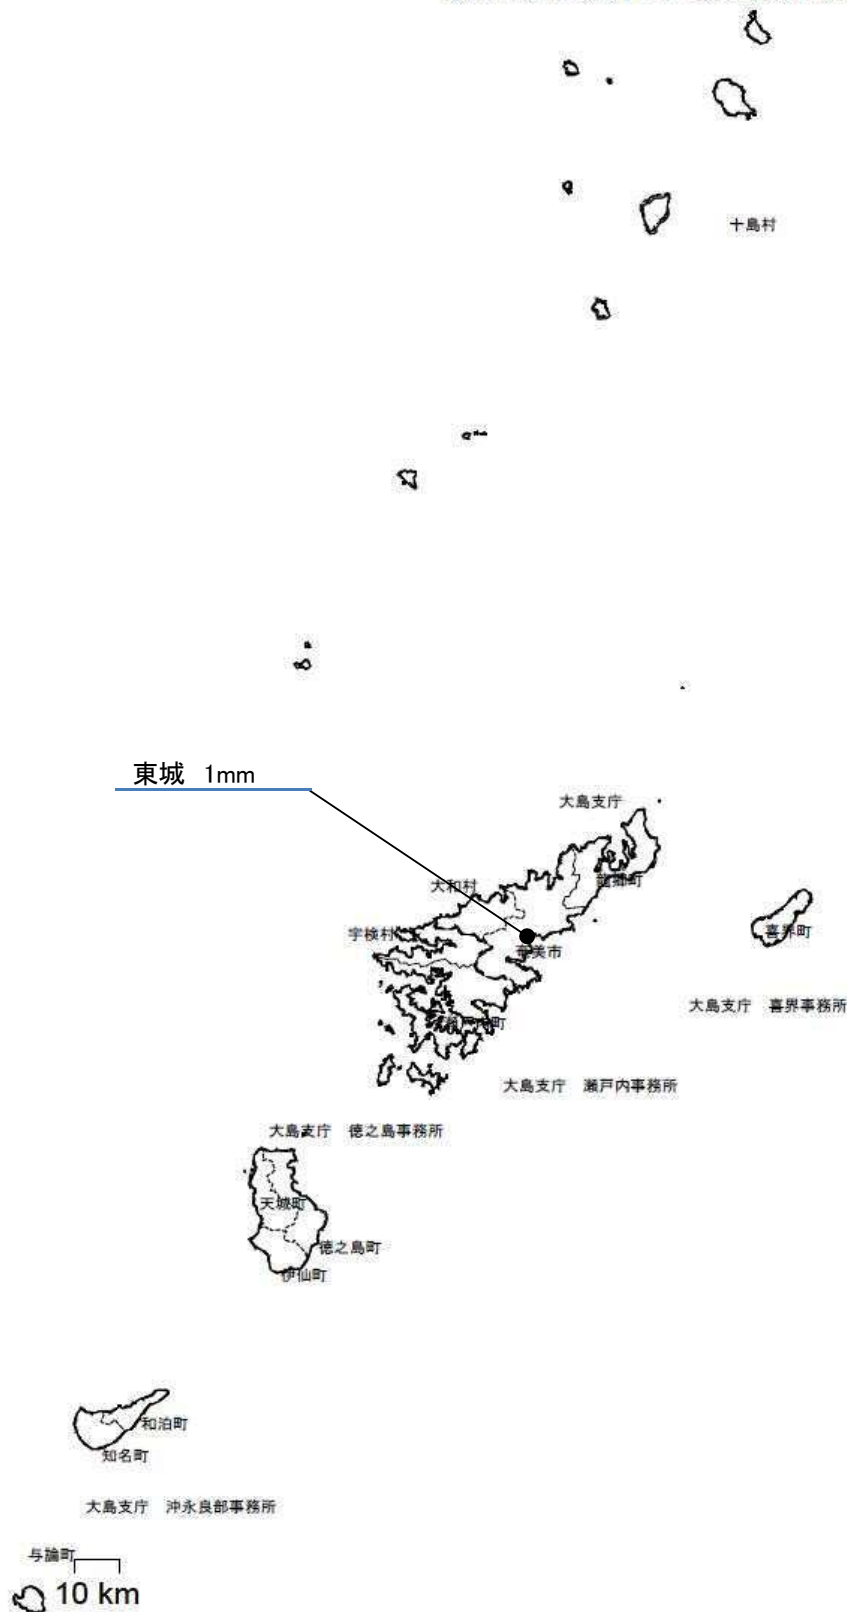 十島村
東城 1mm
大島支庁
龍郷町
大和村
宇検村
喜界町
奄美市
大島支庁 喜界事務所
瀬戸内町
大島支庁 瀬戸内事務所
大島支庁 徳之島事務所
天城町
徳之島町
伊仙町
和泊町
知名町
大島支庁 沖永良部事務所
与論町
10 km